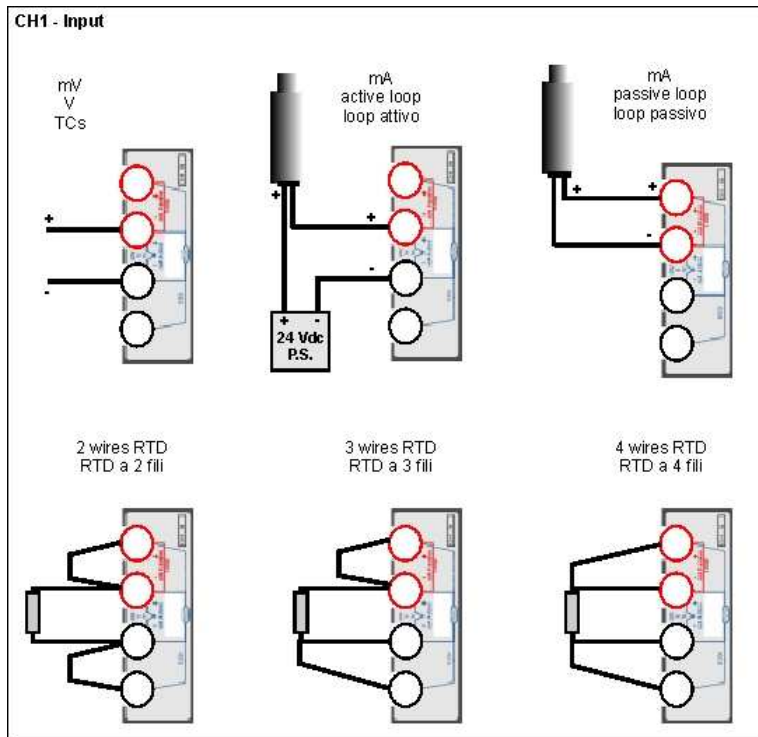 CH1 - Input
mV
V
TCs
+
-
mA
active loop
loop attivo
+
+
-
+ -
24 Vdc
P.S.
mA
passive loop
loop passivo
+
+
-
2 wires RTD
RTD a 2 fili
3 wires RTD
RTD a 3 fili
4 wires RTD
RTD a 4 fili